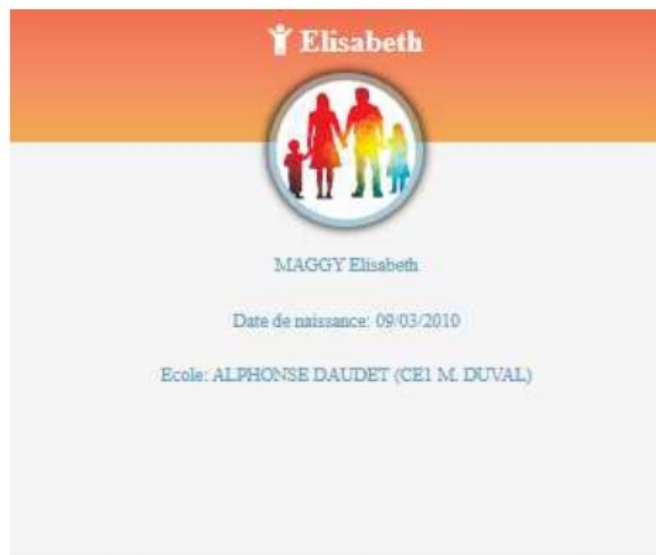 Elisabeth
MAGGY Elisabeth
Date de naissance: 09/03/2010
Ecole: ALPHONSE DAUDET (CE1 M. DUVAL)